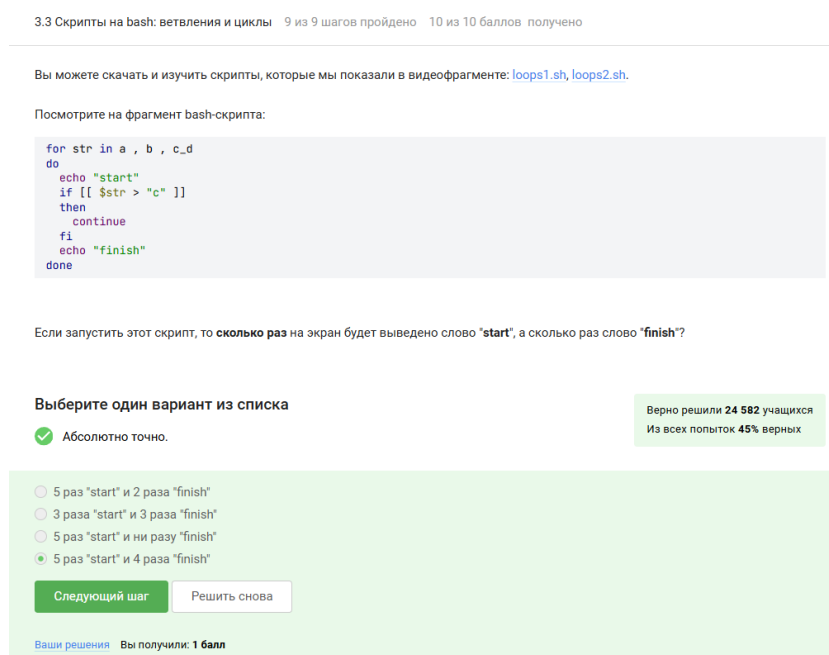 3.3 Скрипты на bash: ветвления и циклы 9 из 9 шагов пройдено 10 из 10 баллов получено
Вы можете скачать и изучить скрипты, которые мы показали в видеофрагменте: loops1.sh, loops2.sh.
Посмотрите на фрагмент bash-скрипта:
for str in a , b , c_d
do
echo "start"
if [[ $str > "c" ]]
then
continue
fi
echo "finish"
done
Если запустить этот скрипт, то сколько раз на экран будет выведено слово "start", а сколько раз слово "finish"?
Выберите один вариант из списка
Верно решили 24 582 учащихся
Из всех попыток 45% верных
Абсолютно точно.
5 раз "start" и 2 раза "finish"
3 раза "start" и 3 раза "finish"
5 раз "start" и ни разу "finish"
5 раз "start" и 4 раза "finish"
Следующий шаг Решить снова
Ваши решения Вы получили: 1 балл